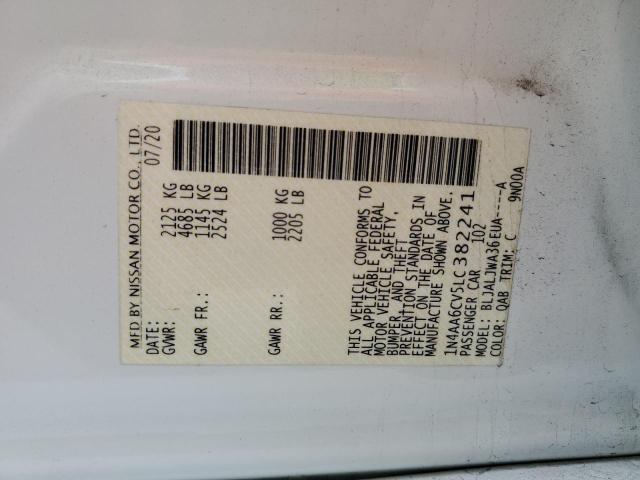 MFD BY NISSAN MOTOR CO., LTD.
DATE: 07/20
GVWR: 2125 KG
4685 LB
GAWR FR.: 1145 KG
2524 LB
GAWR RR.: 1000 KG
2205 LB
THIS VEHICLE CONFORMS TO
ALL APPLICABLE FEDERAL
MOTOR VEHICLE SAFETY,
BUMPER, AND THEFT
PREVENTION STANDARDS IN
EFFECT ON THE DATE OF
MANUFACTURE SHOWN ABOVE.
1N4AA6CV5LC382241
PASSENGER CAR 102
MODEL: BLJALJWA36EUA----A
COLOR: QAB TRIM: C 9N00A